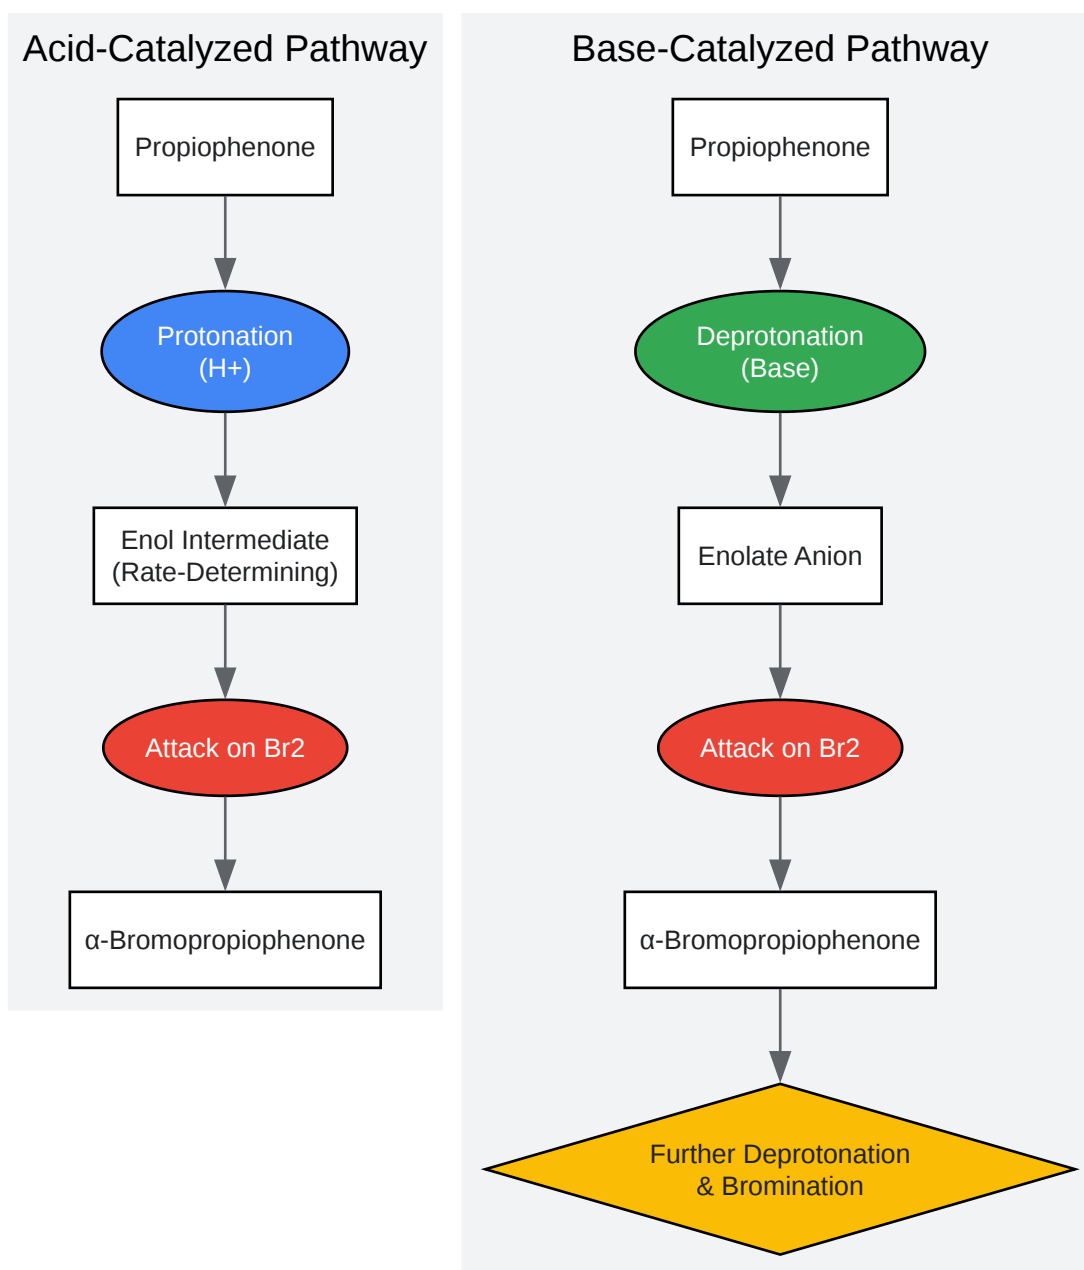 Acid-Catalyzed Pathway
Propiophenone
Protonation
(H+)
Enol Intermediate
(Rate-Determining)
Attack on Br2
α-Bromopropiophenone
Base-Catalyzed Pathway
Propiophenone
Deprotonation
(Base)
Enolate Anion
Attack on Br2
α-Bromopropiophenone
Further Deprotonation
& Bromination